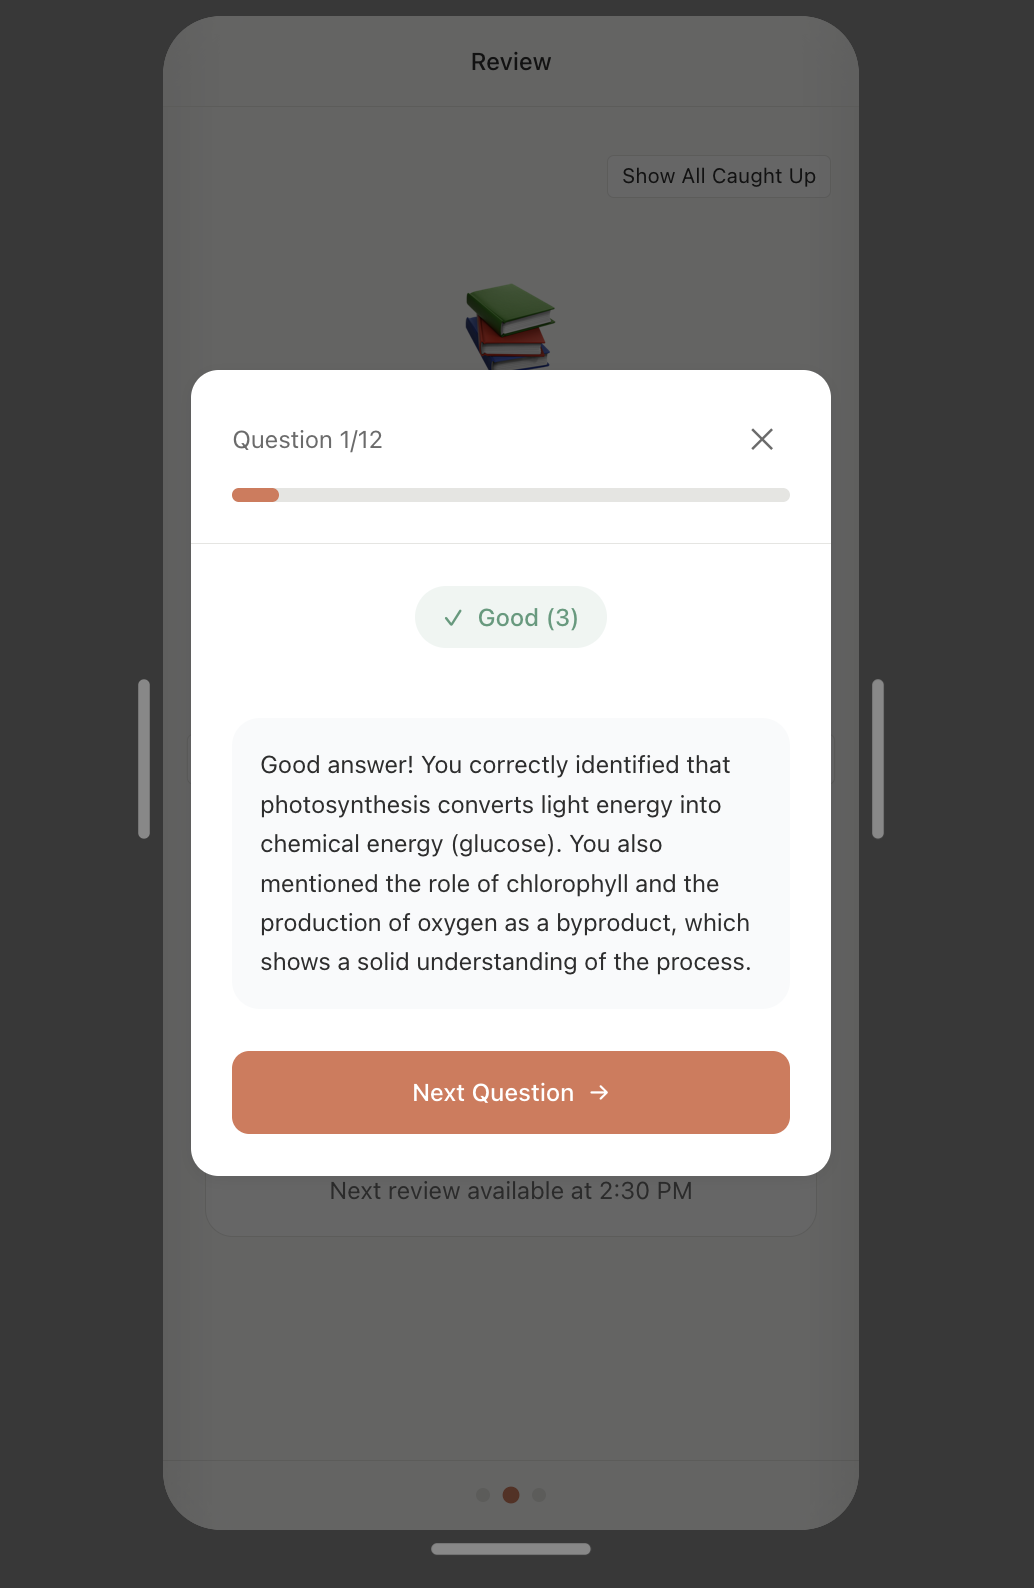 Review
Show All Caught Up
Question 1/12
Good (3)
Good answer! You correctly identified that
photosynthesis converts light energy into
chemical energy (glucose). You also
mentioned the role of chlorophyll and the
production of oxygen as a byproduct, which
shows a solid understanding of the process.
Next Question →
Next review available at 2:30 PM